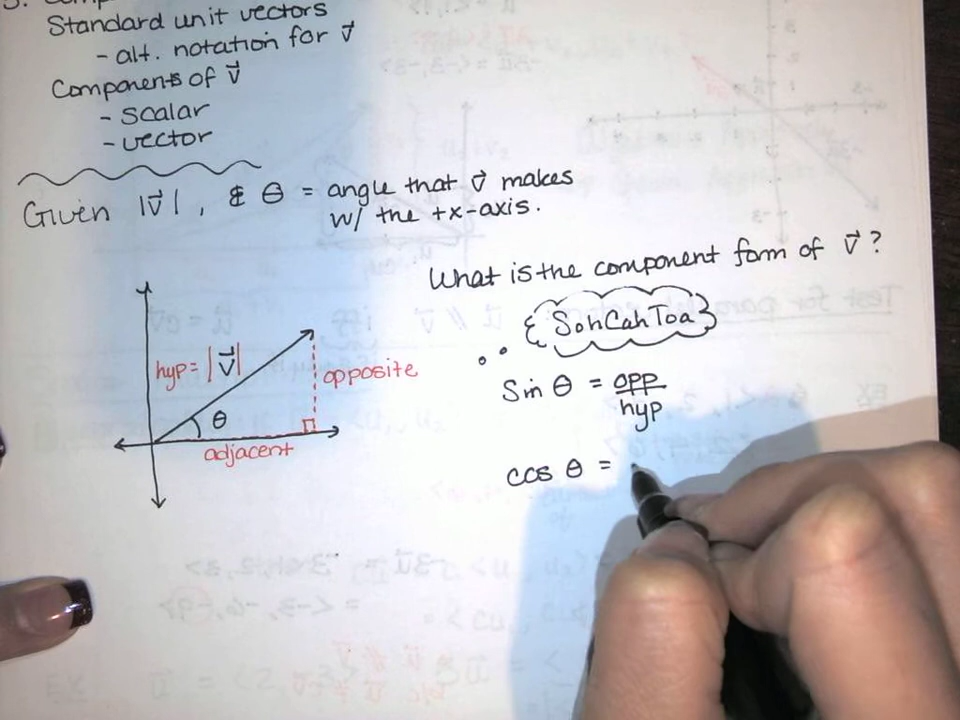 Standard unit vectors
- alt. notation for v⃗
Components of v⃗
- scalar
- vector
Given |v⃗|, & θ = angle that v⃗ makes
w/ the +x-axis.
What is the component form of v⃗?
SohCahToa
hyp = |v⃗|
opposite
θ
adjacent
Sin θ = opp/hyp
cos θ =